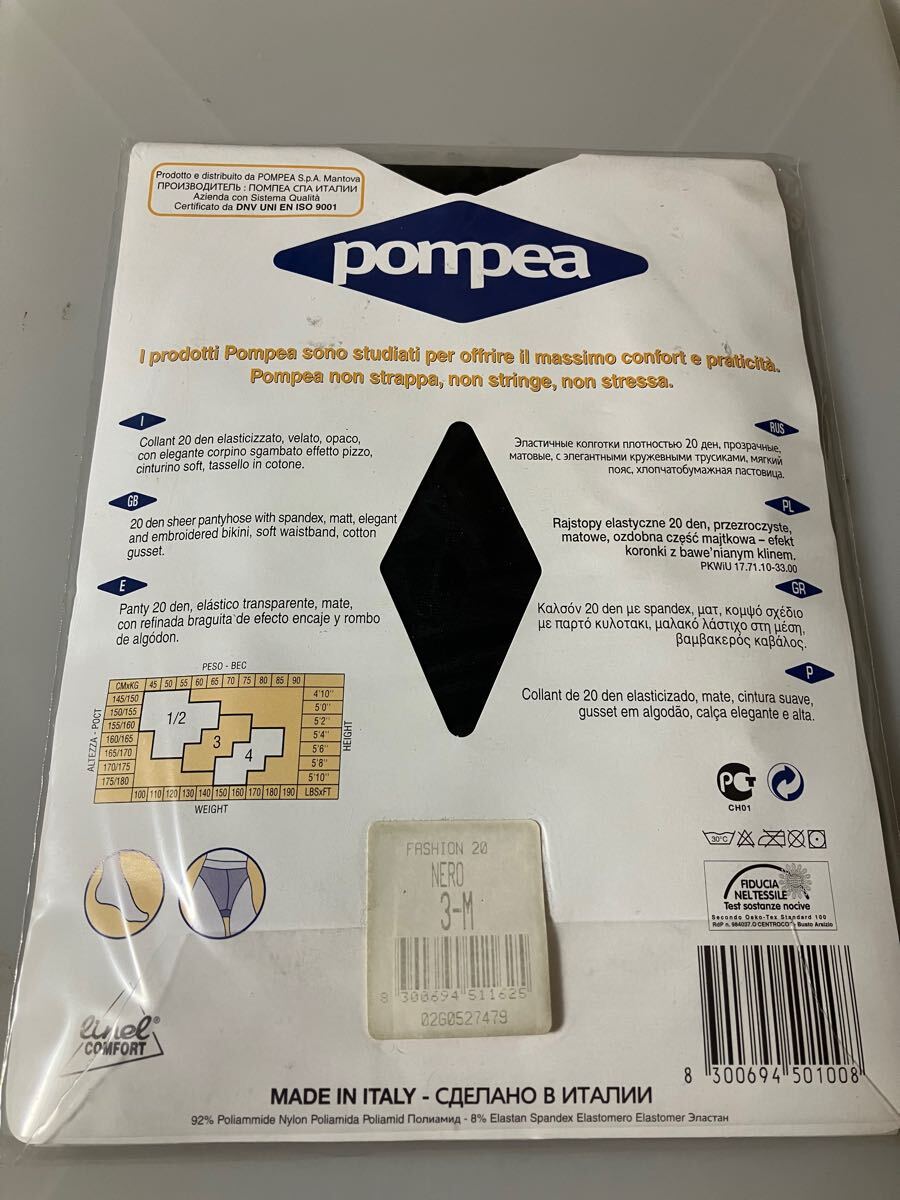 Prodotto e distribuito da POMPEA S.p.A. Mantova
ПРОИЗВОДИТЕЛЬ : ПОМПЕА СПА ИТАЛИИ
Azienda con Sistema Qualità
Certificato da DNV UNI EN ISO 9001
pompea
I prodotti Pompea sono studiati per offrire il massimo confort e praticità.
Pompea non strappa, non stringe, non stressa.
I
Collant 20 den elasticizzato, velato, opaco,
con elegante corpino sgambato effetto pizzo,
cinturino soft, tassello in cotone.
GB
20 den sheer pantyhose with spandex, matt, elegant
and embroidered bikini, soft waistband, cotton
gusset.
E
Panty 20 den, elástico transparente, mate,
con refinada braguita de efecto encaje y rombo
de algodón.
RUS
Эластичные колготки плотностью 20 ден, прозрачные,
матовые, с элегантными кружевными трусиками, мягкий
пояс, хлопчатобумажная ластовица.
PL
Rajstopy elastyczne 20 den, przezroczyste,
matowe, ozdobna część majtkowa – efekt
koronki z bawe'nianym klinem.
PKWiU 17.71.10-33.00
GR
Καλσόν 20 den με spandex, ματ, κομψό σχέδιο
με παρτό κυλοτάκι, μαλακό λάστιχο στη μέση,
βαμβακερός καβάλος.
P
Collant de 20 den elasticizado, mate, cintura suave,
gusset em algodão, calça elegante e alta.
PESO - ВЕС
CMxKG 45 50 55 60 65 70 75 80 85 90
145/150 4'10"
150/155 5'0"
155/160 5'2"
160/165 5'4"
165/170 5'6"
170/175 5'8"
175/180 5'10"
1/2
3
4
100 110 120 130 140 150 160 170 180 190 LBSxFT
WEIGHT
ALTEZZA - РОСТ
HEIGHT
РСТ
CH01
30°C
FIDUCIA
NEL TESSILE
Test sostanze nocive
Secondo Oeko-Tex Standard 100
RdP n. 984037.O CENTROCOT - Busto Arsizio
FASHION 20
NERO
3-M
8 300694 511625
02G0527479
linel®
COMFORT
8 300694 501008
MADE IN ITALY - СДЕЛАНО В ИТАЛИИ
92% Poliammide Nylon Poliamida Poliamid Полиамид - 8% Elastan Spandex Elastomero Elastomer Эластан